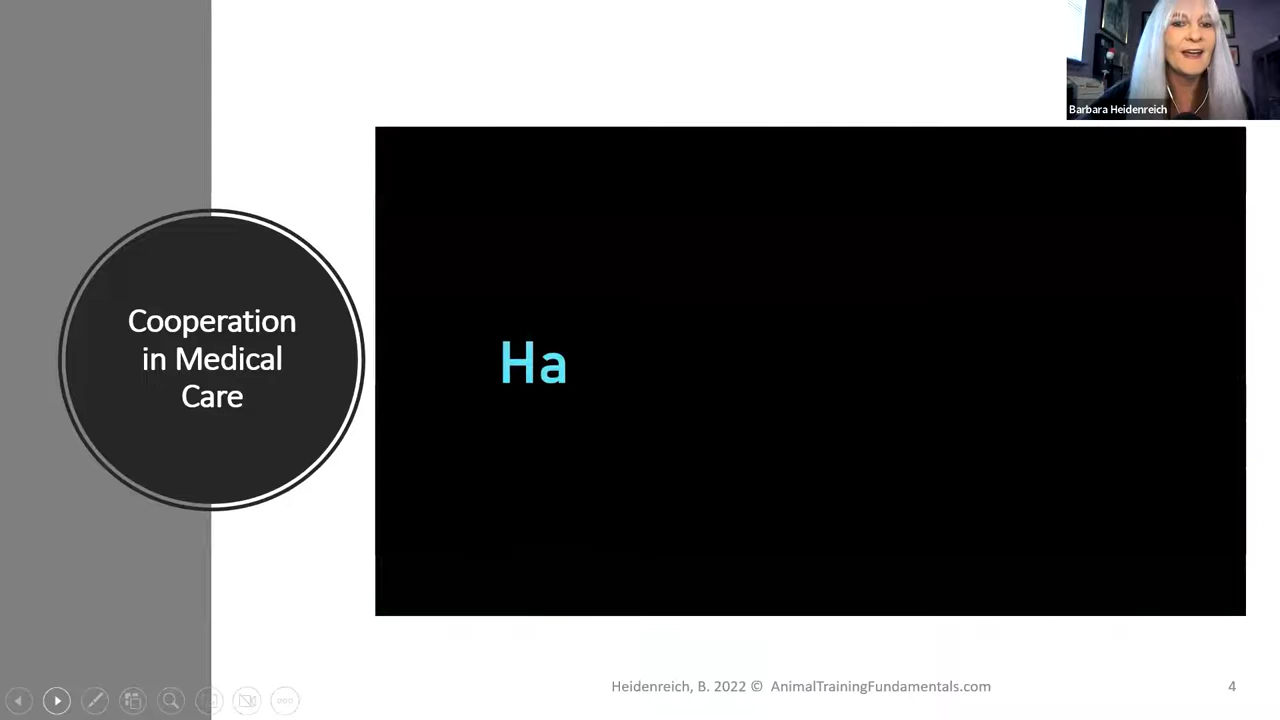 Barbara Heidenreich
Cooperation
in Medical
Care
Ha
Heidenreich, B. 2022 © AnimalTrainingFundamentals.com
4